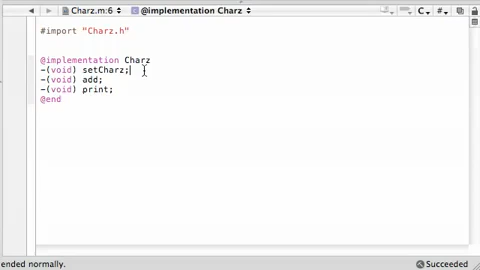 Charz.m:6 @implementation Charz C #
#import "Charz.h"
@implementation Charz
-(void) setCharz;
-(void) add;
-(void) print;
@end
ended normally. Succeeded